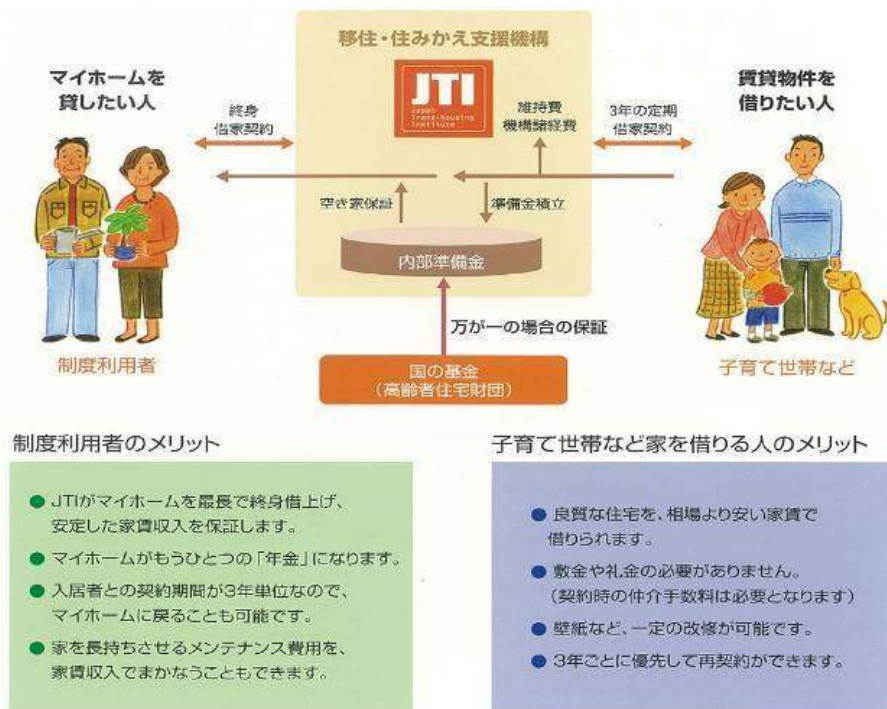 移住・住みかえ支援機構
マイホームを
貸したい人
終身
借家契約
JTI
Japan
Trans-housing
Institute
維持費
機構諸経費
3年の定期
借家契約
賃貸物件を
借りたい人
空き家保証
準備金積立
内部準備金
万が一の場合の保証
制度利用者
国の基金
(高齢者住宅財団)
子育て世帯など
制度利用者のメリット
● JTIがマイホームを最長で終身借上げ、
安定した家賃収入を保証します。
● マイホームがもうひとつの「年金」になります。
● 入居者との契約期間が3年単位なので、
マイホームに戻ることも可能です。
● 家を長持ちさせるメンテナンス費用を、
家賃収入でまかなうこともできます。
子育て世帯など家を借りる人のメリット
● 良質な住宅を、相場より安い家賃で
借りられます。
● 敷金や礼金の必要がありません。
(契約時の仲介手数料は必要となります)
● 壁紙など、一定の改修が可能です。
● 3年ごとに優先して再契約ができます。